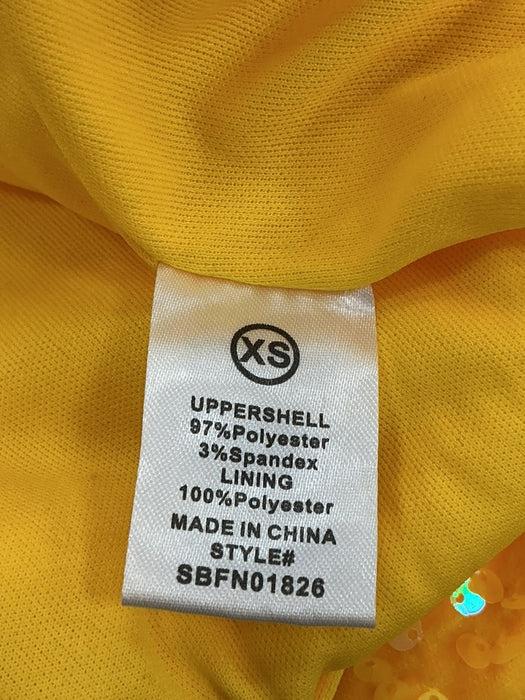 XS
UPPERSHELL
97%Polyester
3%Spandex
LINING
100%Polyester
MADE IN CHINA
STYLE#
SBFN01826